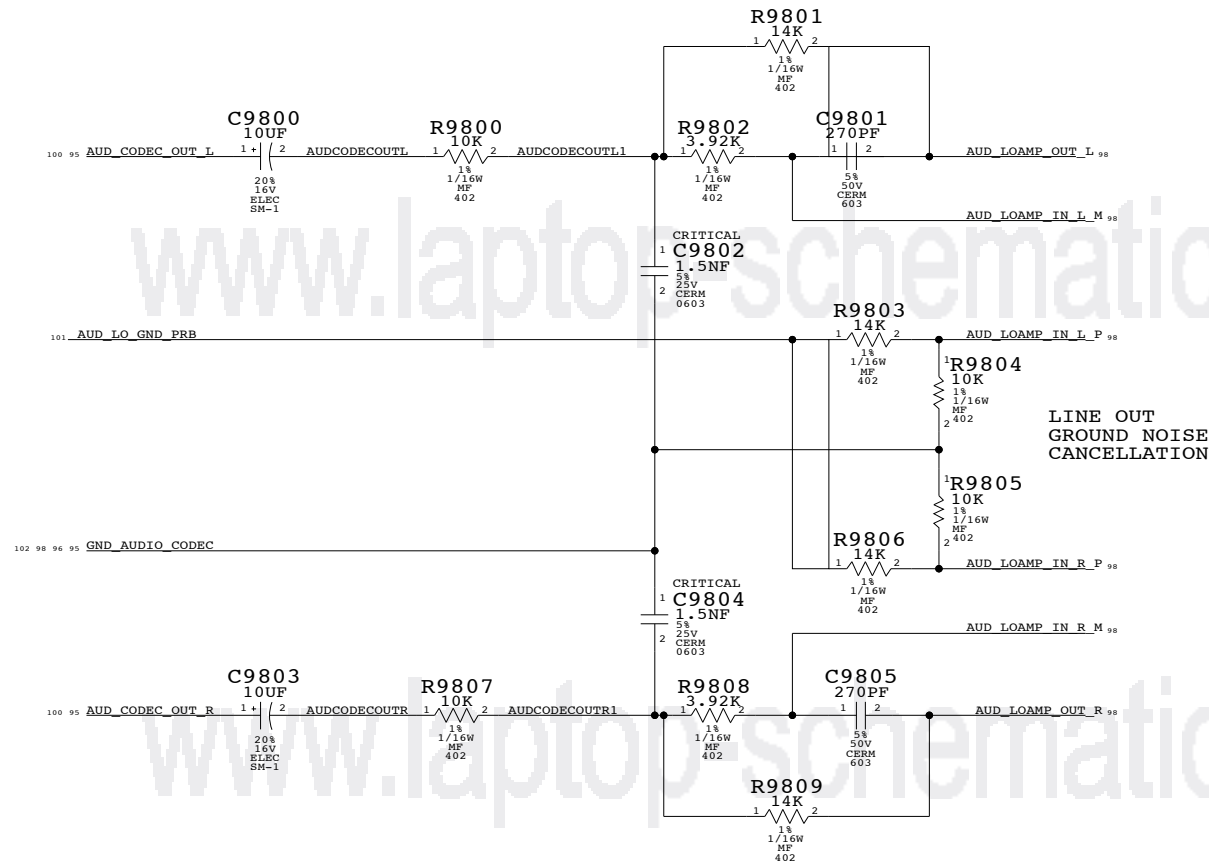 R9801
14K
1 2
1%
1/16W
MF
402
C9800
10UF
1 + 2
20%
16V
ELEC
SM-1
R9800
10K
1 2
1%
1/16W
MF
402
R9802
3.92K
1 2
1%
1/16W
MF
402
C9801
270PF
1 2
5%
50V
CERM
603
100 95 AUD_CODEC_OUT_L
AUDCODECOUTL
AUDCODECOUTL1
AUD_LOAMP_OUT_L 98
AUD_LOAMP_IN_L_M 98
www.laptop-schematic
CRITICAL
1 C9802
1.5NF
5%
2 25V
CERM
0603
101 AUD_LO_GND_PRB
R9803
14K
1 2
1%
1/16W
MF
402
AUD_LOAMP_IN_L_P 98
1 R9804
10K
1%
1/16W
MF
2 402
LINE OUT
GROUND NOISE
CANCELLATION
1 R9805
10K
1%
1/16W
MF
2 402
102 98 96 95 GND_AUDIO_CODEC
R9806
14K
1 2
1%
1/16W
MF
402
AUD_LOAMP_IN_R_P 98
CRITICAL
1 C9804
1.5NF
5%
2 25V
CERM
0603
AUD_LOAMP_IN_R_M 98
C9803
10UF
1 + 2
20%
16V
ELEC
SM-1
R9807
10K
1 2
1%
1/16W
MF
402
R9808
3.92K
1 2
1%
1/16W
MF
402
C9805
270PF
1 2
5%
50V
CERM
603
100 95 AUD_CODEC_OUT_R
AUDCODECOUTR
AUDCODECOUTR1
AUD_LOAMP_OUT_R 98
www.laptop-schematic
R9809
14K
1 2
1%
1/16W
MF
402